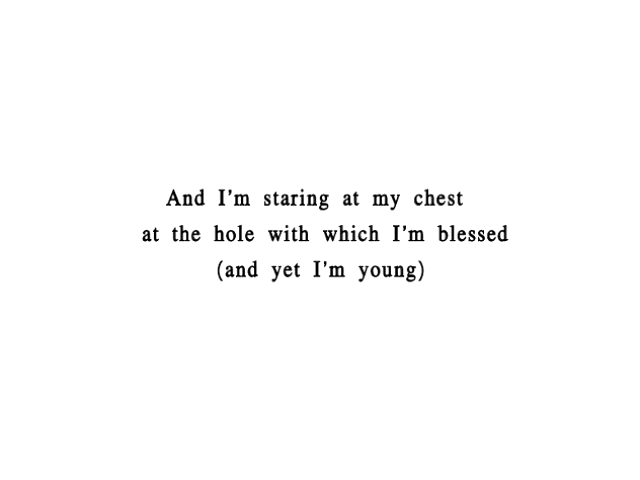 And I'm staring at my chest
at the hole with which I'm blessed
(and yet I'm young)